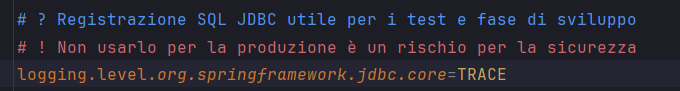 # ? Registrazione SQL JDBC utile per i test e fase di sviluppo
# ! Non usarlo per la produzione è un rischio per la sicurezza
logging.level.org.springframework.jdbc.core=TRACE